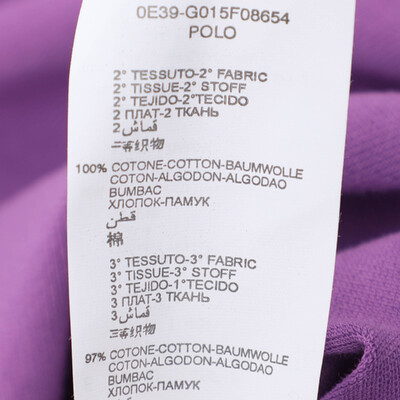 0E39-G015F08654
POLO
2° TESSUTO-2° FABRIC
2° TISSUE-2° STOFF
2° TEJIDO-2°TECIDO
2 ПЛАТ-2 ТКАНЬ
قماش 2
二等织物
100% COTONE-COTTON-BAUMWOLLE
COTON-ALGODON-ALGODAO
BUMBAC
ХЛОПОК-ПАМУК
قطن
棉
3° TESSUTO-3° FABRIC
3° TISSUE-3° STOFF
3° TEJIDO-1°TECIDO
3 ПЛАТ-3 ТКАНЬ
قماش 3
三等织物
97% COTONE-COTTON-BAUMWOLLE
COTON-ALGODON-ALGODAO
BUMBAC
ХЛОПОК-ПАМУК